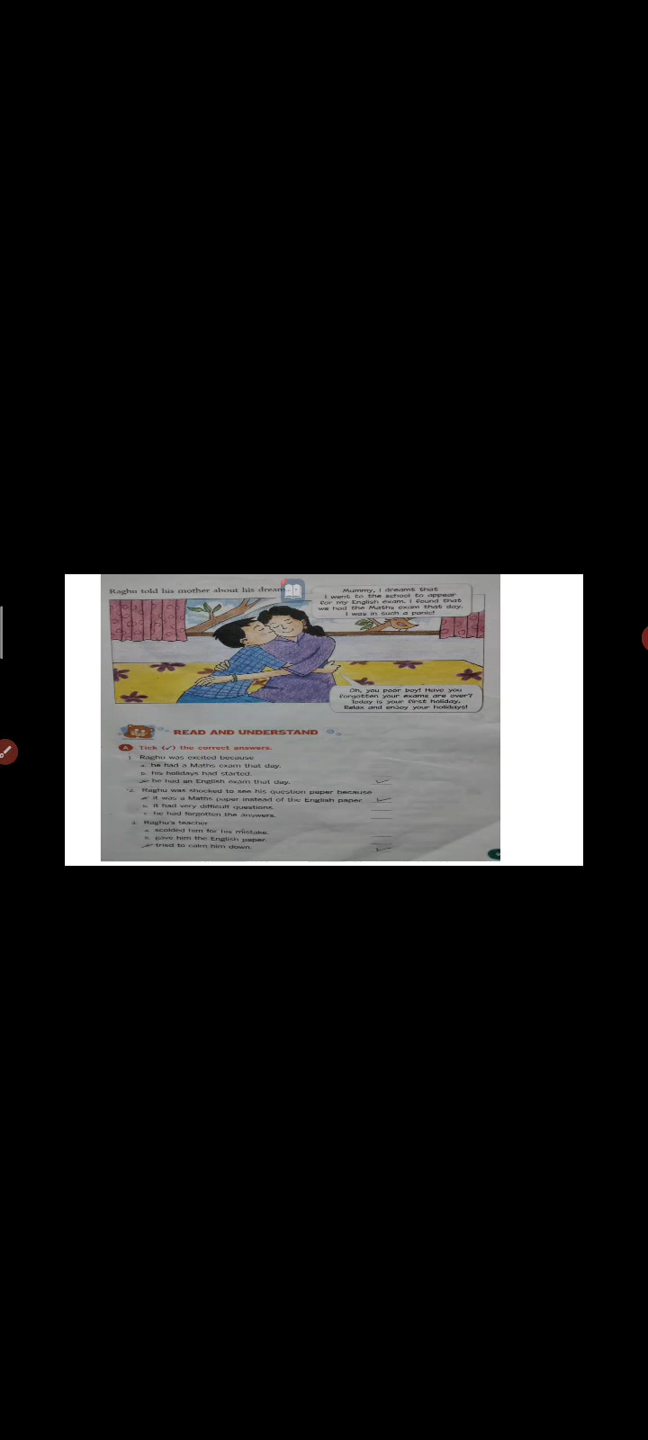 Raghu told his mother about his dream
Mummy, I dreamt that
I went to the school to appear
for my English exam. I found that
we had the Maths exam that day.
I was in such a panic!
Oh, you poor boy! Have you
forgotten your exams are over?
Today is your first holiday.
Relax and enjoy your holidays!
READ AND UNDERSTAND
A Tick (✓) the correct answers.
1. Raghu was excited because
a. he had a Maths exam that day.
b. his holidays had started.
he had an English exam that day. ✓
2. Raghu was shocked to see his question paper because
it was a Maths paper instead of the English paper. ✓
b. it had very difficult questions.
c. he had forgotten the answers.
3. Raghu's teacher
a. scolded him for his mistake.
b. gave him the English paper.
tried to calm him down. ✓